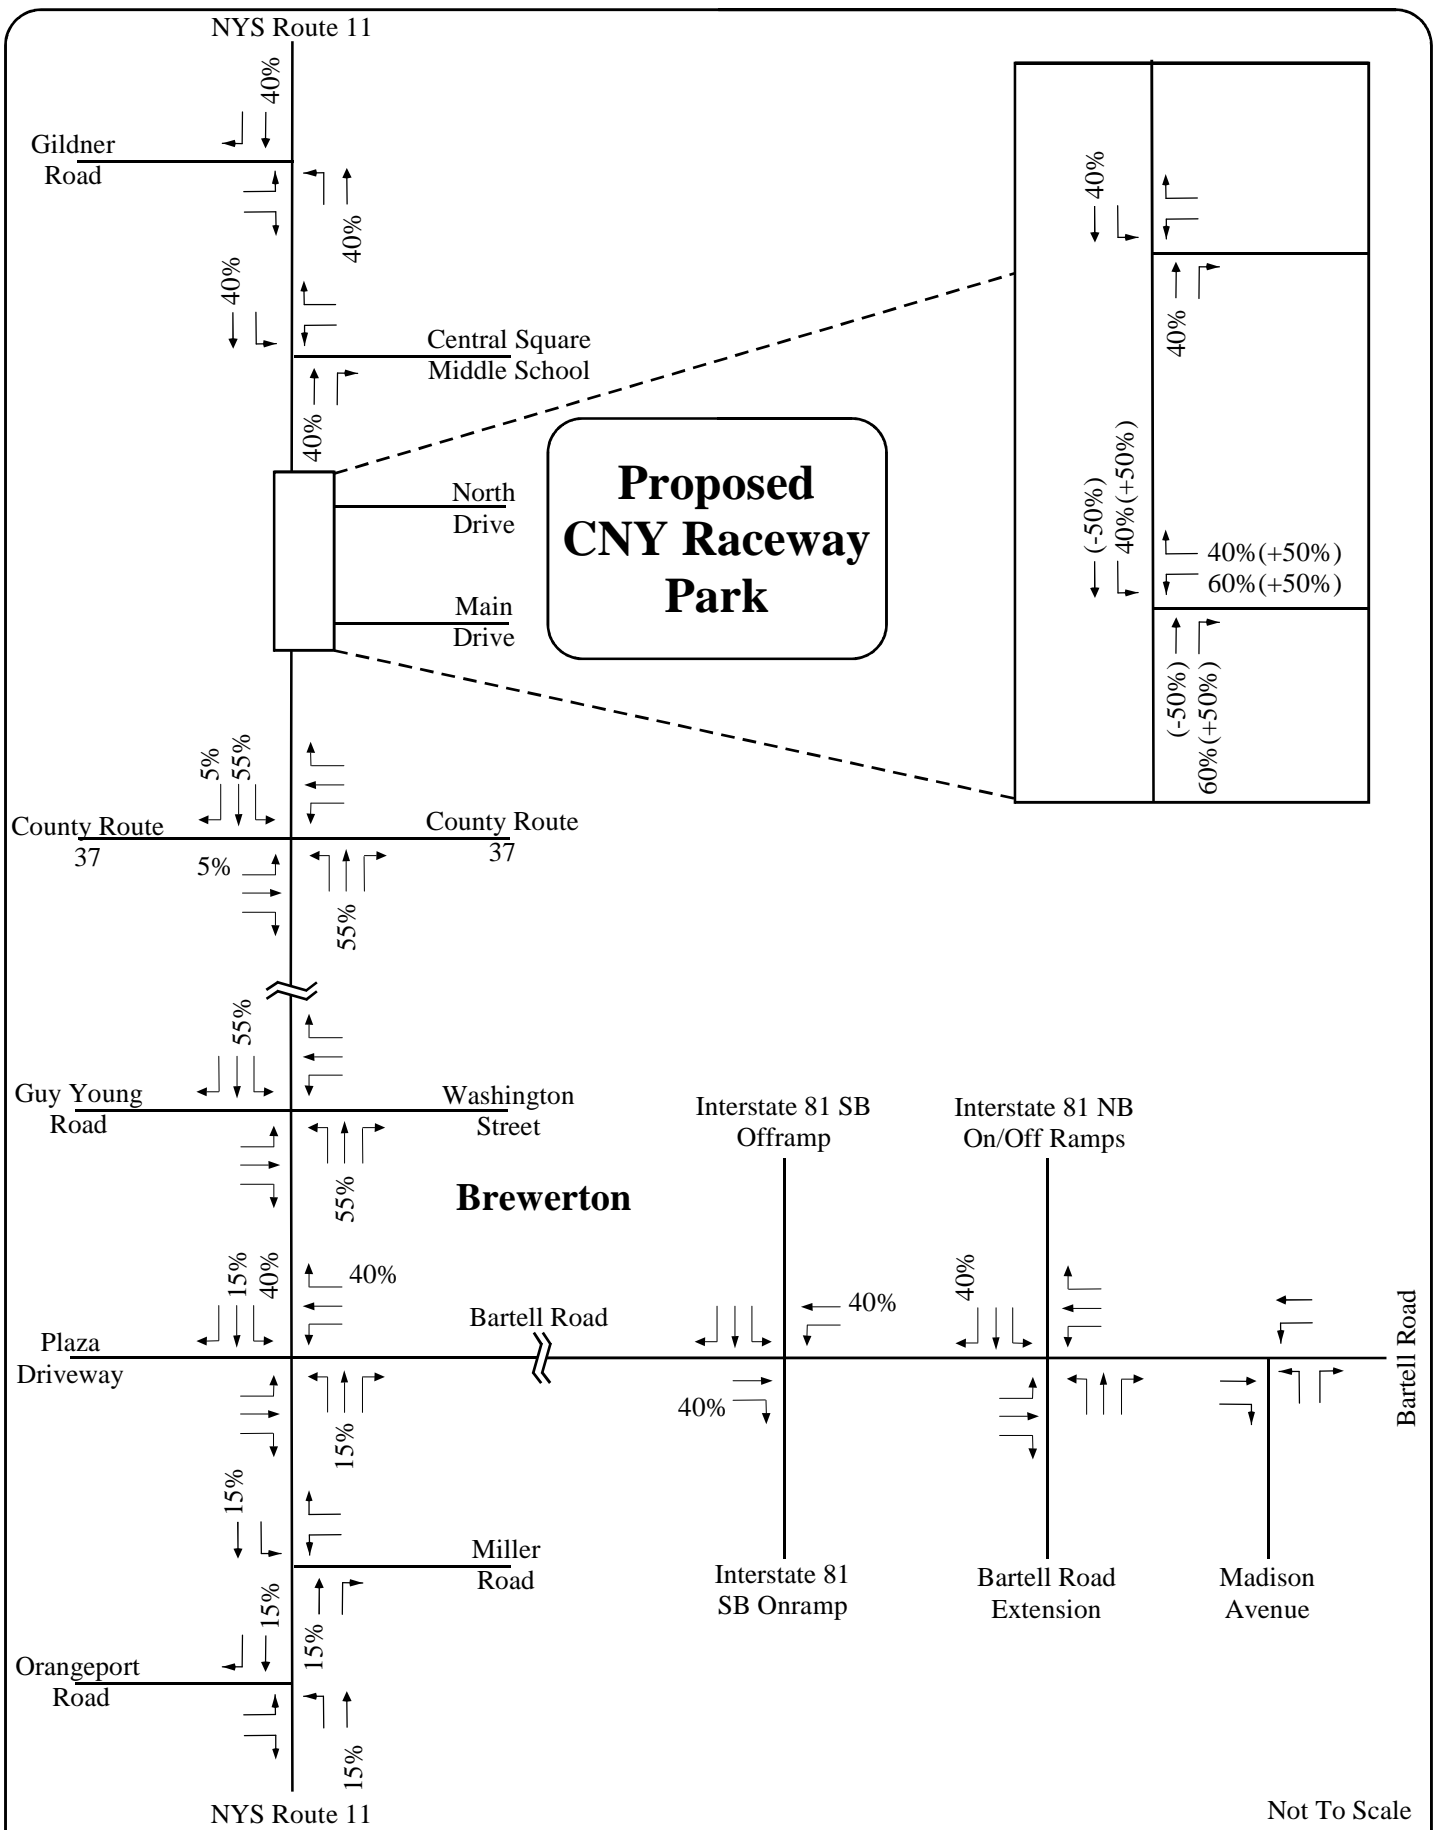 NYS Route 11
40%
Gildner
Road
40%
40%
Central Square
Middle School
40%
North
Drive
Main
Drive
Proposed
CNY Raceway
Park
40%
40%
(-50%)
40%(+50%)
40%(+50%)
60%(+50%)
(-50%)
60%(+50%)
5%
55%
County Route
37
County Route
37
5%
55%
55%
Guy Young
Road
Washington
Street
55%
Brewerton
Interstate 81 SB
Offramp
Interstate 81 NB
On/Off Ramps
15%
40%
40%
Plaza
Driveway
Bartell Road
40%
40%
40%
Bartell Road
15%
15%
Miller
Road
Interstate 81
SB Onramp
Bartell Road
Extension
Madison
Avenue
15%
15%
Orangeport
Road
15%
NYS Route 11
Not To Scale